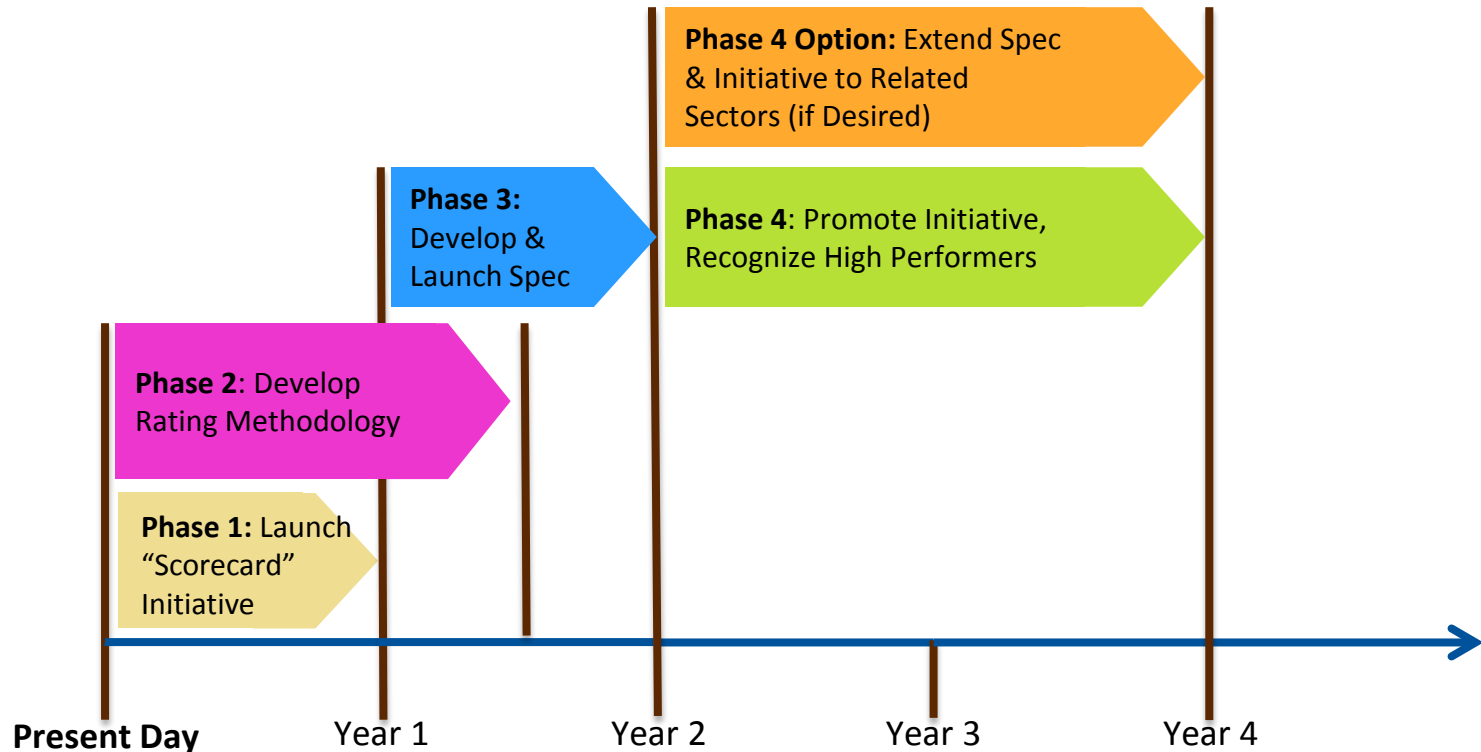 Phase 4 Option: Extend Spec
& Initiative to Related
Sectors (if Desired)
Phase 3:
Develop &
Launch Spec
Phase 4: Promote Initiative,
Recognize High Performers
Phase 2: Develop
Rating Methodology
Phase 1: Launch
“Scorecard”
Initiative
Present Day
Year 1
Year 2
Year 3
Year 4